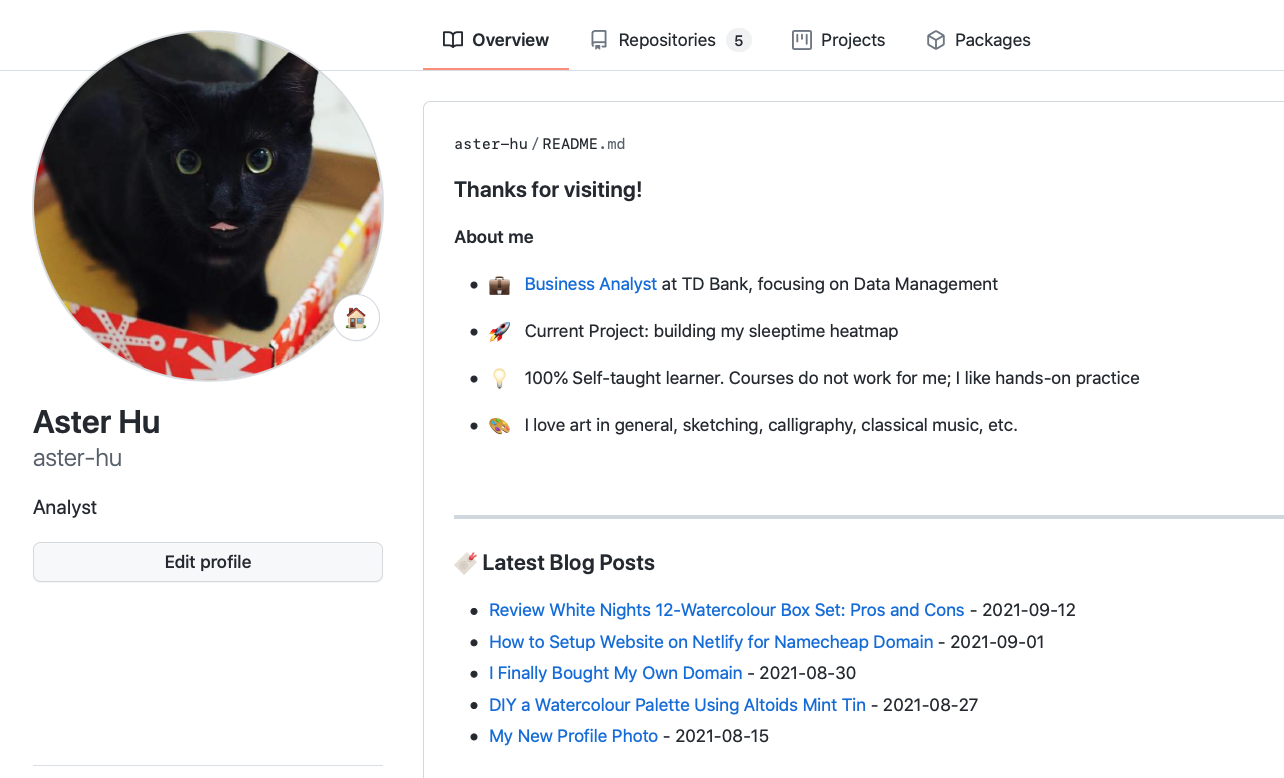 Overview Repositories 5 Projects Packages
aster-hu/README.md
Thanks for visiting!
About me
Business Analyst at TD Bank, focusing on Data Management
Current Project: building my sleeptime heatmap
100% Self-taught learner. Courses do not work for me; I like hands-on practice
I love art in general, sketching, calligraphy, classical music, etc.
Aster Hu
aster-hu
Analyst
Edit profile
Latest Blog Posts
Review White Nights 12-Watercolour Box Set: Pros and Cons - 2021-09-12
How to Setup Website on Netlify for Namecheap Domain - 2021-09-01
I Finally Bought My Own Domain - 2021-08-30
DIY a Watercolour Palette Using Altoids Mint Tin - 2021-08-27
My New Profile Photo - 2021-08-15